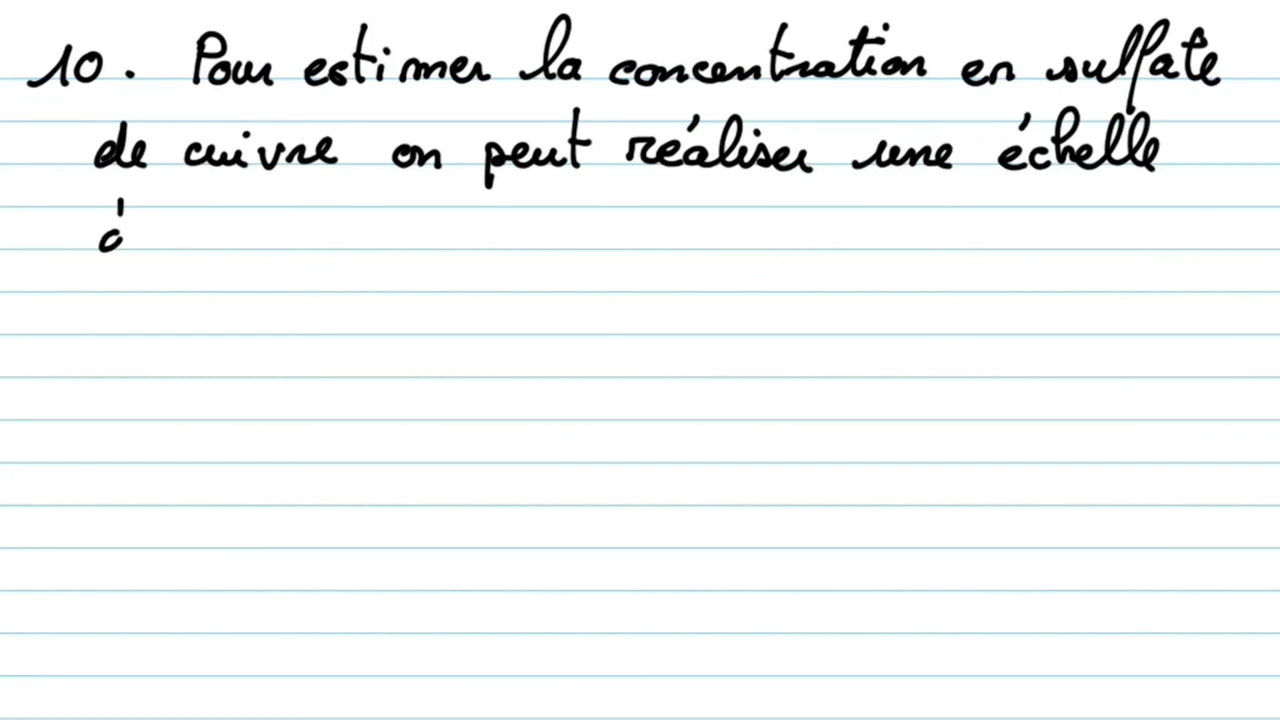 10. Pour estimer la concentration en sulfate
de cuivre on peut réaliser une échelle